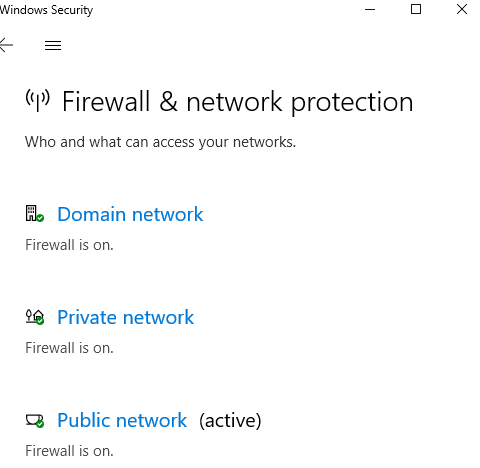 Windows Security
Firewall & network protection
Who and what can access your networks.
Domain network
Firewall is on.
Private network
Firewall is on.
Public network (active)
Firewall is on.